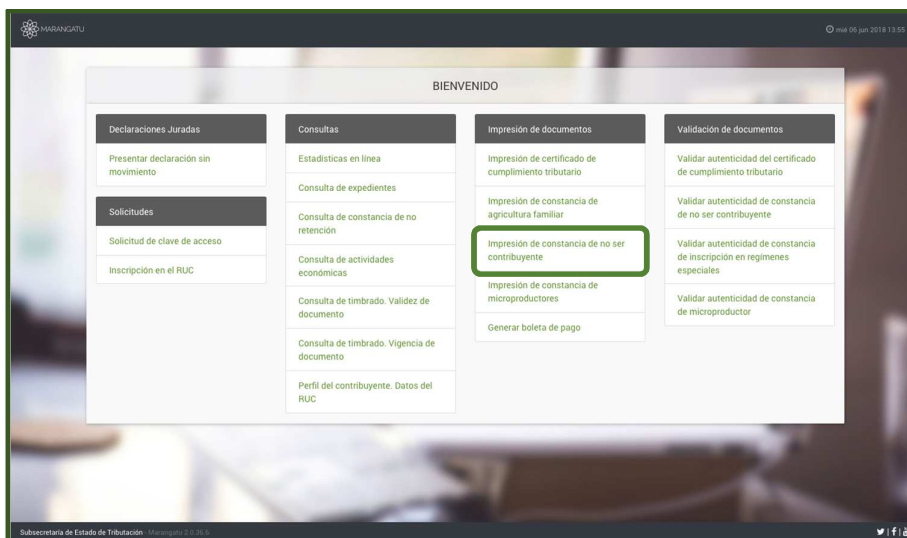 MARANGATU
mié 06 jun 2018 13:55
BIENVENIDO
Declaraciones Juradas
Presentar declaración sin
movimiento
Solicitudes
Solicitud de clave de acceso
Inscripción en el RUC
Consultas
Estadísticas en línea
Consulta de expedientes
Consulta de constancia de no
retención
Consulta de actividades
económicas
Consulta de timbrado. Validez de
documento
Consulta de timbrado. Vigencia de
documento
Perfil del contribuyente. Datos del
RUC
Impresión de documentos
Impresión de certificado de
cumplimiento tributario
Impresión de constancia de
agricultura familiar
Impresión de constancia de no ser
contribuyente
Impresión de constancia de
microproductores
Generar boleta de pago
Validación de documentos
Validar autenticidad del certificado
de cumplimiento tributario
Validar autenticidad de constancia
de no ser contribuyente
Validar autenticidad de constancia
de inscripción en regímenes
especiales
Validar autenticidad de constancia
de microproductor
Subsecretaría de Estado de Tributación - Marangatu 2.0.36.6